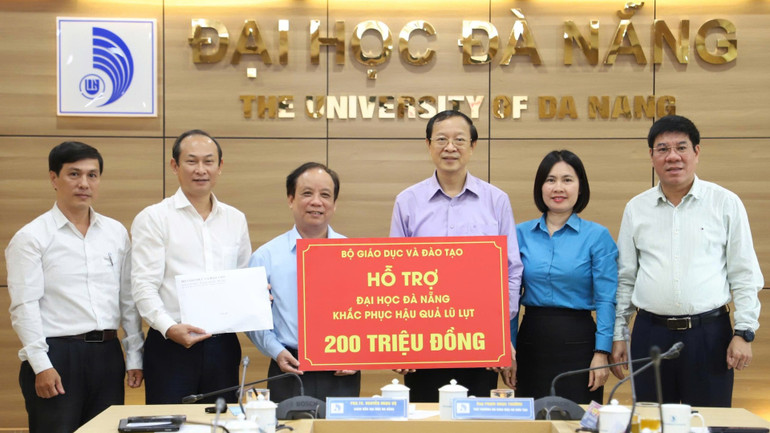 ĐẠI HỌC ĐÀ NẴNG
THE UNIVERSITY OF DA NANG
BỘ GIÁO DỤC VÀ ĐÀO TẠO
HỖ TRỢ
ĐẠI HỌC ĐÀ NẴNG
KHẮC PHỤC HẬU QUẢ LŨ LỤT
200 TRIỆU ĐỒNG